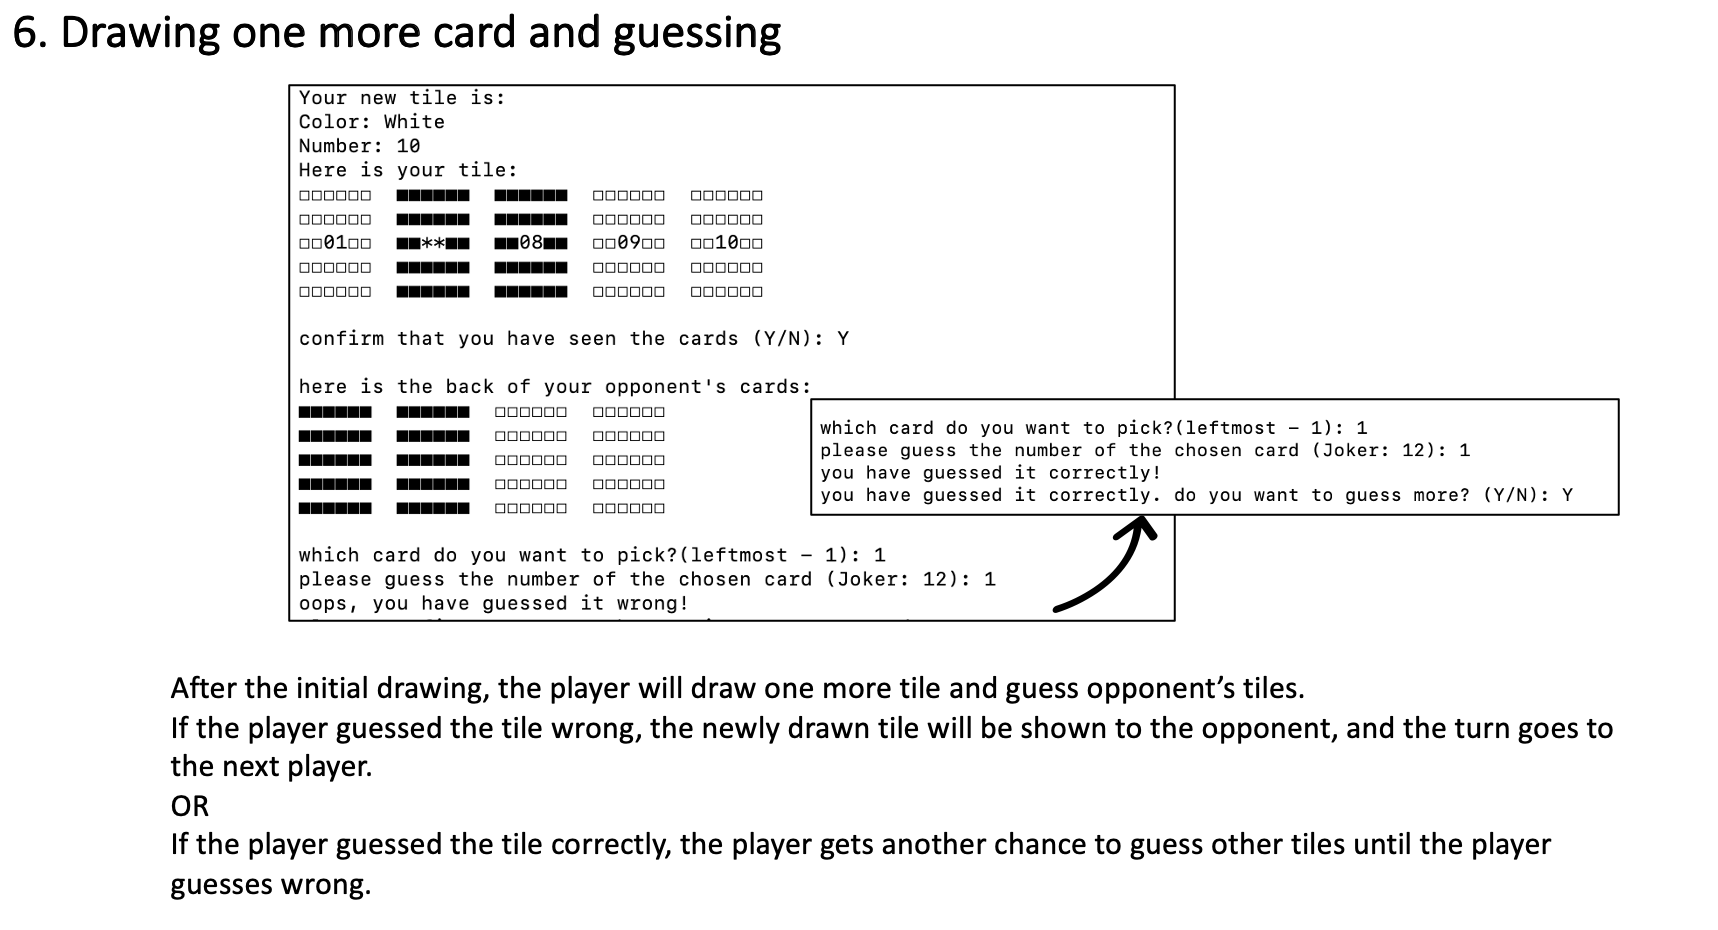 6. Drawing one more card and guessing
Your new tile is:
Color: White
Number: 10
Here is your tile:
□□□□□□ ■■■■■■ ■■■■■■ □□□□□□ □□□□□□
□□□□□□ ■■■■■■ ■■■■■■ □□□□□□ □□□□□□
□□01□□ ■■**■■ ■■08■■ □□09□□ □□10□□
□□□□□□ ■■■■■■ ■■■■■■ □□□□□□ □□□□□□
□□□□□□ ■■■■■■ ■■■■■■ □□□□□□ □□□□□□
confirm that you have seen the cards (Y/N): Y
here is the back of your opponent's cards:
■■■■■■ ■■■■■■ □□□□□□ □□□□□□
■■■■■■ ■■■■■■ □□□□□□ □□□□□□
■■■■■■ ■■■■■■ □□□□□□ □□□□□□
■■■■■■ ■■■■■■ □□□□□□ □□□□□□
■■■■■■ ■■■■■■ □□□□□□ □□□□□□
which card do you want to pick?(leftmost – 1): 1
please guess the number of the chosen card (Joker: 12): 1
oops, you have guessed it wrong!
which card do you want to pick?(leftmost – 1): 1
please guess the number of the chosen card (Joker: 12): 1
you have guessed it correctly!
you have guessed it correctly. do you want to guess more? (Y/N): Y
After the initial drawing, the player will draw one more tile and guess opponent’s tiles.
If the player guessed the tile wrong, the newly drawn tile will be shown to the opponent, and the turn goes to
the next player.
OR
If the player guessed the tile correctly, the player gets another chance to guess other tiles until the player
guesses wrong.